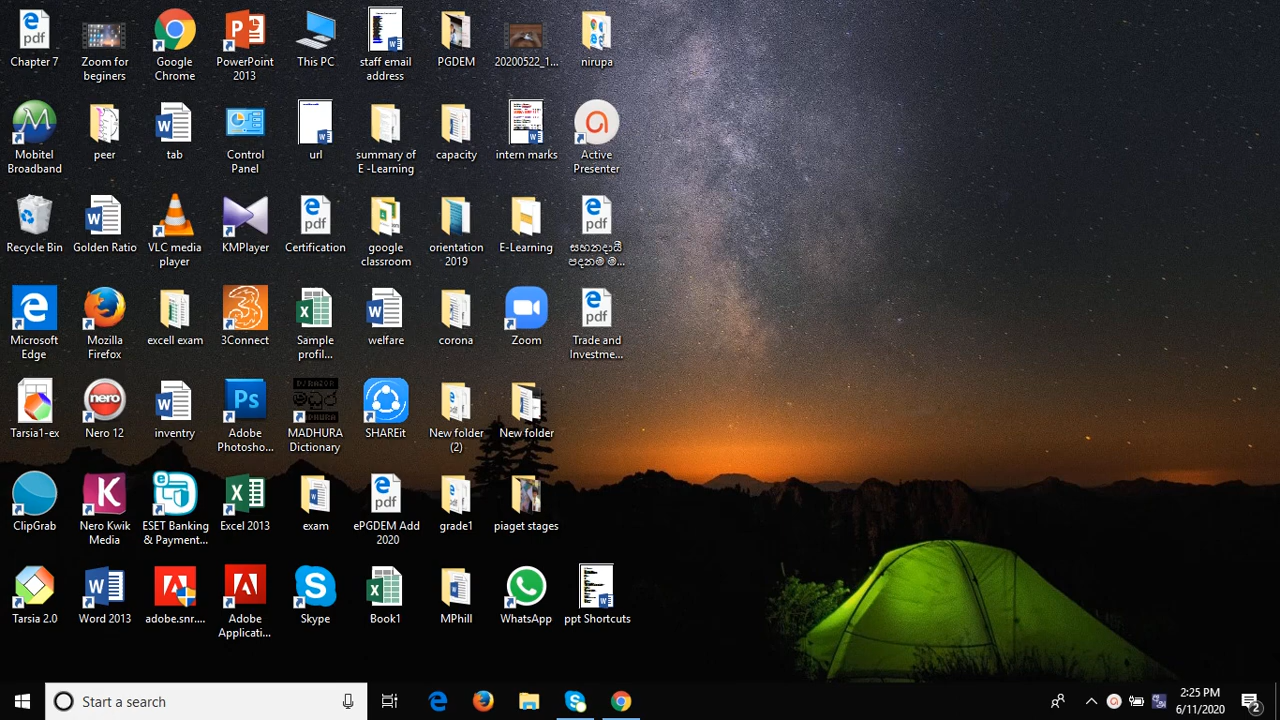 Chapter 7
Zoom for
beginers
Google
Chrome
PowerPoint
2013
This PC
staff email
address
PGDEM
20200522_1...
nirupa
Mobitel
Broadband
peer
tab
Control
Panel
url
summary of
E -Learning
capacity
intern marks
Active
Presenter
Recycle Bin
Golden Ratio
VLC media
player
KMPlayer
Certification
google
classroom
orientation
2019
E-Learning
සහනදායී
පදනම ම...
Microsoft
Edge
Mozilla
Firefox
excell exam
3Connect
Sample
profil...
welfare
corona
Zoom
Trade and
Investme...
Tarsia1-ex
Nero 12
inventry
Adobe
Photosho...
MADHURA
Dictionary
SHAREit
New folder
(2)
New folder
ClipGrab
Nero Kwik
Media
ESET Banking
& Payment...
Excel 2013
exam
ePGDEM Add
2020
grade1
piaget stages
Tarsia 2.0
Word 2013
adobe.snr....
Adobe
Applicati...
Skype
Book1
MPhill
WhatsApp
ppt Shortcuts
Start a search
2:25 PM
6/11/2020
2